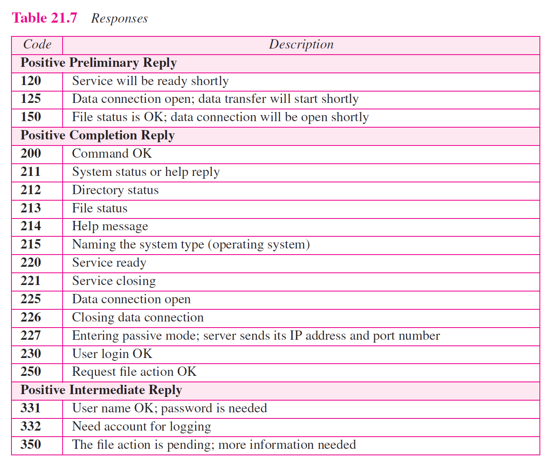 Table 21.7 Responses
Code Description
Positive Preliminary Reply
120 Service will be ready shortly
125 Data connection open; data transfer will start shortly
150 File status is OK; data connection will be open shortly
Positive Completion Reply
200 Command OK
211 System status or help reply
212 Directory status
213 File status
214 Help message
215 Naming the system type (operating system)
220 Service ready
221 Service closing
225 Data connection open
226 Closing data connection
227 Entering passive mode; server sends its IP address and port number
230 User login OK
250 Request file action OK
Positive Intermediate Reply
331 User name OK; password is needed
332 Need account for logging
350 The file action is pending; more information needed